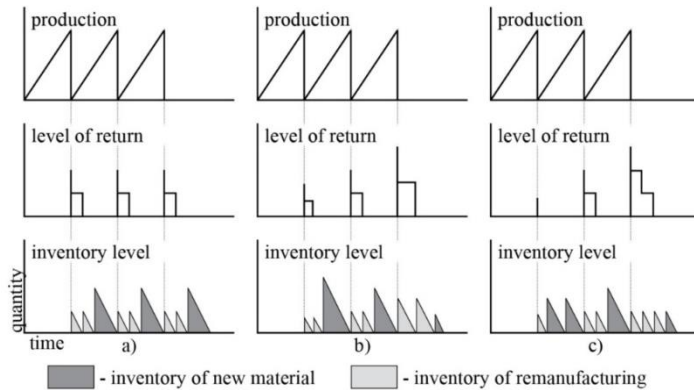 production
production
production
level of return
level of return
level of return
inventory level
inventory level
inventory level
quantity
time
a)
b)
c)
- inventory of new material
- inventory of remanufacturing